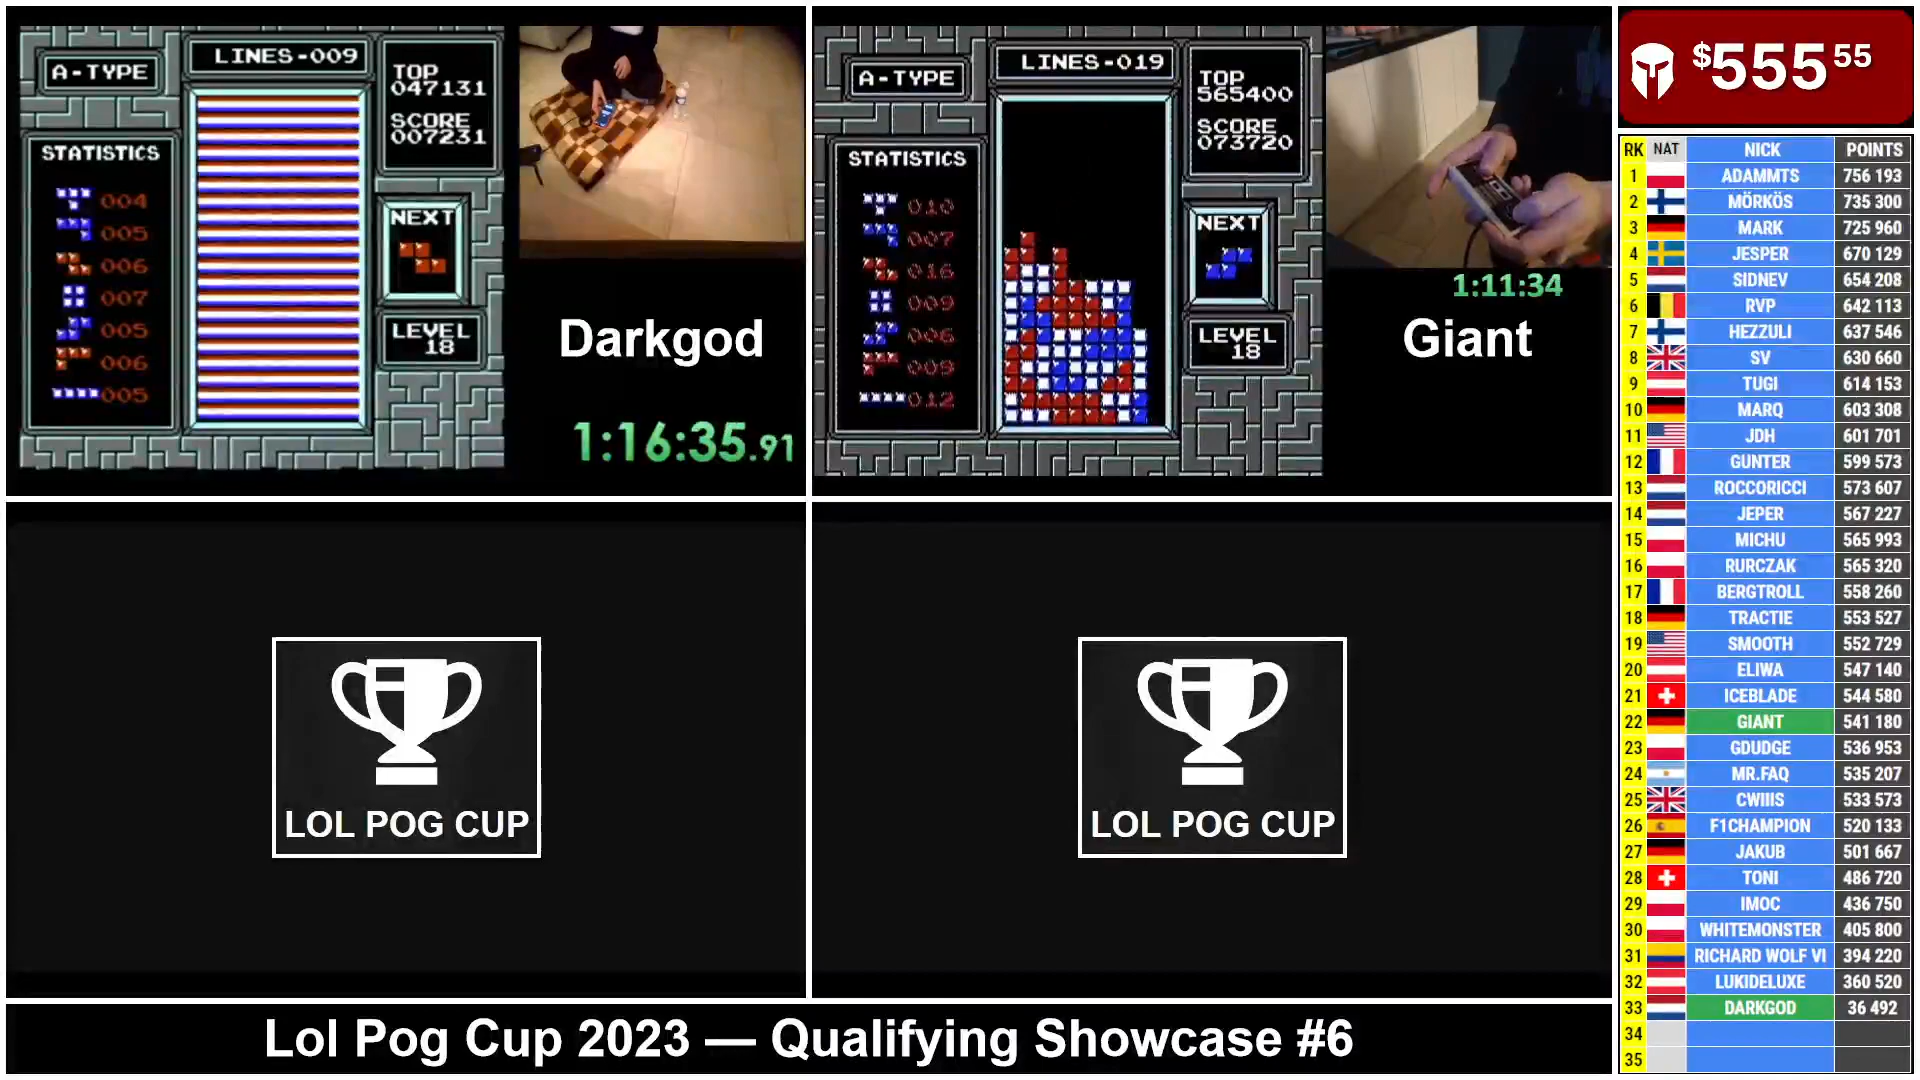 LINES-009
A-TYPE
TOP
047131
SCORE
007231
STATISTICS
004
005
006
007
005
006
005
NEXT
LEVEL
18
Darkgod
1:16:35.91
LINES-019
A-TYPE
TOP
565400
SCORE
073720
STATISTICS
010
007
016
009
006
009
012
NEXT
LEVEL
18
1:11:34
Giant
LOL POG CUP
LOL POG CUP
Lol Pog Cup 2023 — Qualifying Showcase #6
$555 55
RK NAT NICK POINTS
1 ADAMMTS 756 193
2 MÖRKÖS 735 300
3 MARK 725 960
4 JESPER 670 129
5 SIDNEV 654 208
6 RVP 642 113
7 HEZZULI 637 546
8 SV 630 660
9 TUGI 614 153
10 MARQ 603 308
11 JDH 601 701
12 GUNTER 599 573
13 ROCCORICCI 573 607
14 JEPER 567 227
15 MICHU 565 993
16 RURCZAK 565 320
17 BERGTROLL 558 260
18 TRACTIE 553 527
19 SMOOTH 552 729
20 ELIWA 547 140
21 ICEBLADE 544 580
22 GIANT 541 180
23 GDUDGE 536 953
24 MR.FAQ 535 207
25 CWIIIS 533 573
26 F1CHAMPION 520 133
27 JAKUB 501 667
28 TONI 486 720
29 IMOC 436 750
30 WHITEMONSTER 405 800
31 RICHARD WOLF VI 394 220
32 LUKIDELUXE 360 520
33 DARKGOD 36 492
34
35